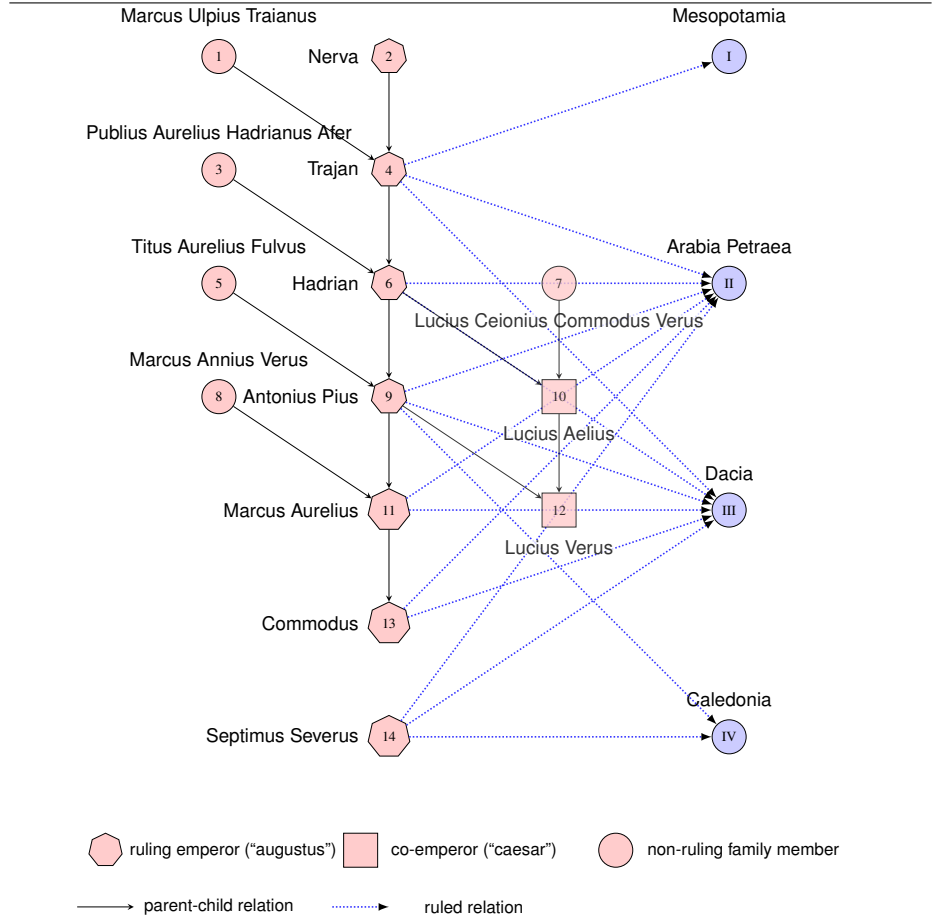 Marcus Ulpius Traianus
Mesopotamia
1
Nerva
2
I
Publius Aurelius Hadrianus Afer
3
Trajan
4
Titus Aurelius Fulvus
Arabia Petraea
5
Hadrian
6
7
II
Lucius Ceionius Commodus Verus
Marcus Annius Verus
8
Antonius Pius
9
10
Lucius Aelius
Dacia
Marcus Aurelius
11
12
III
Lucius Verus
Commodus
13
Caledonia
Septimus Severus
14
IV
ruling emperor (“augustus”)
co-emperor (“caesar”)
non-ruling family member
parent-child relation
ruled relation